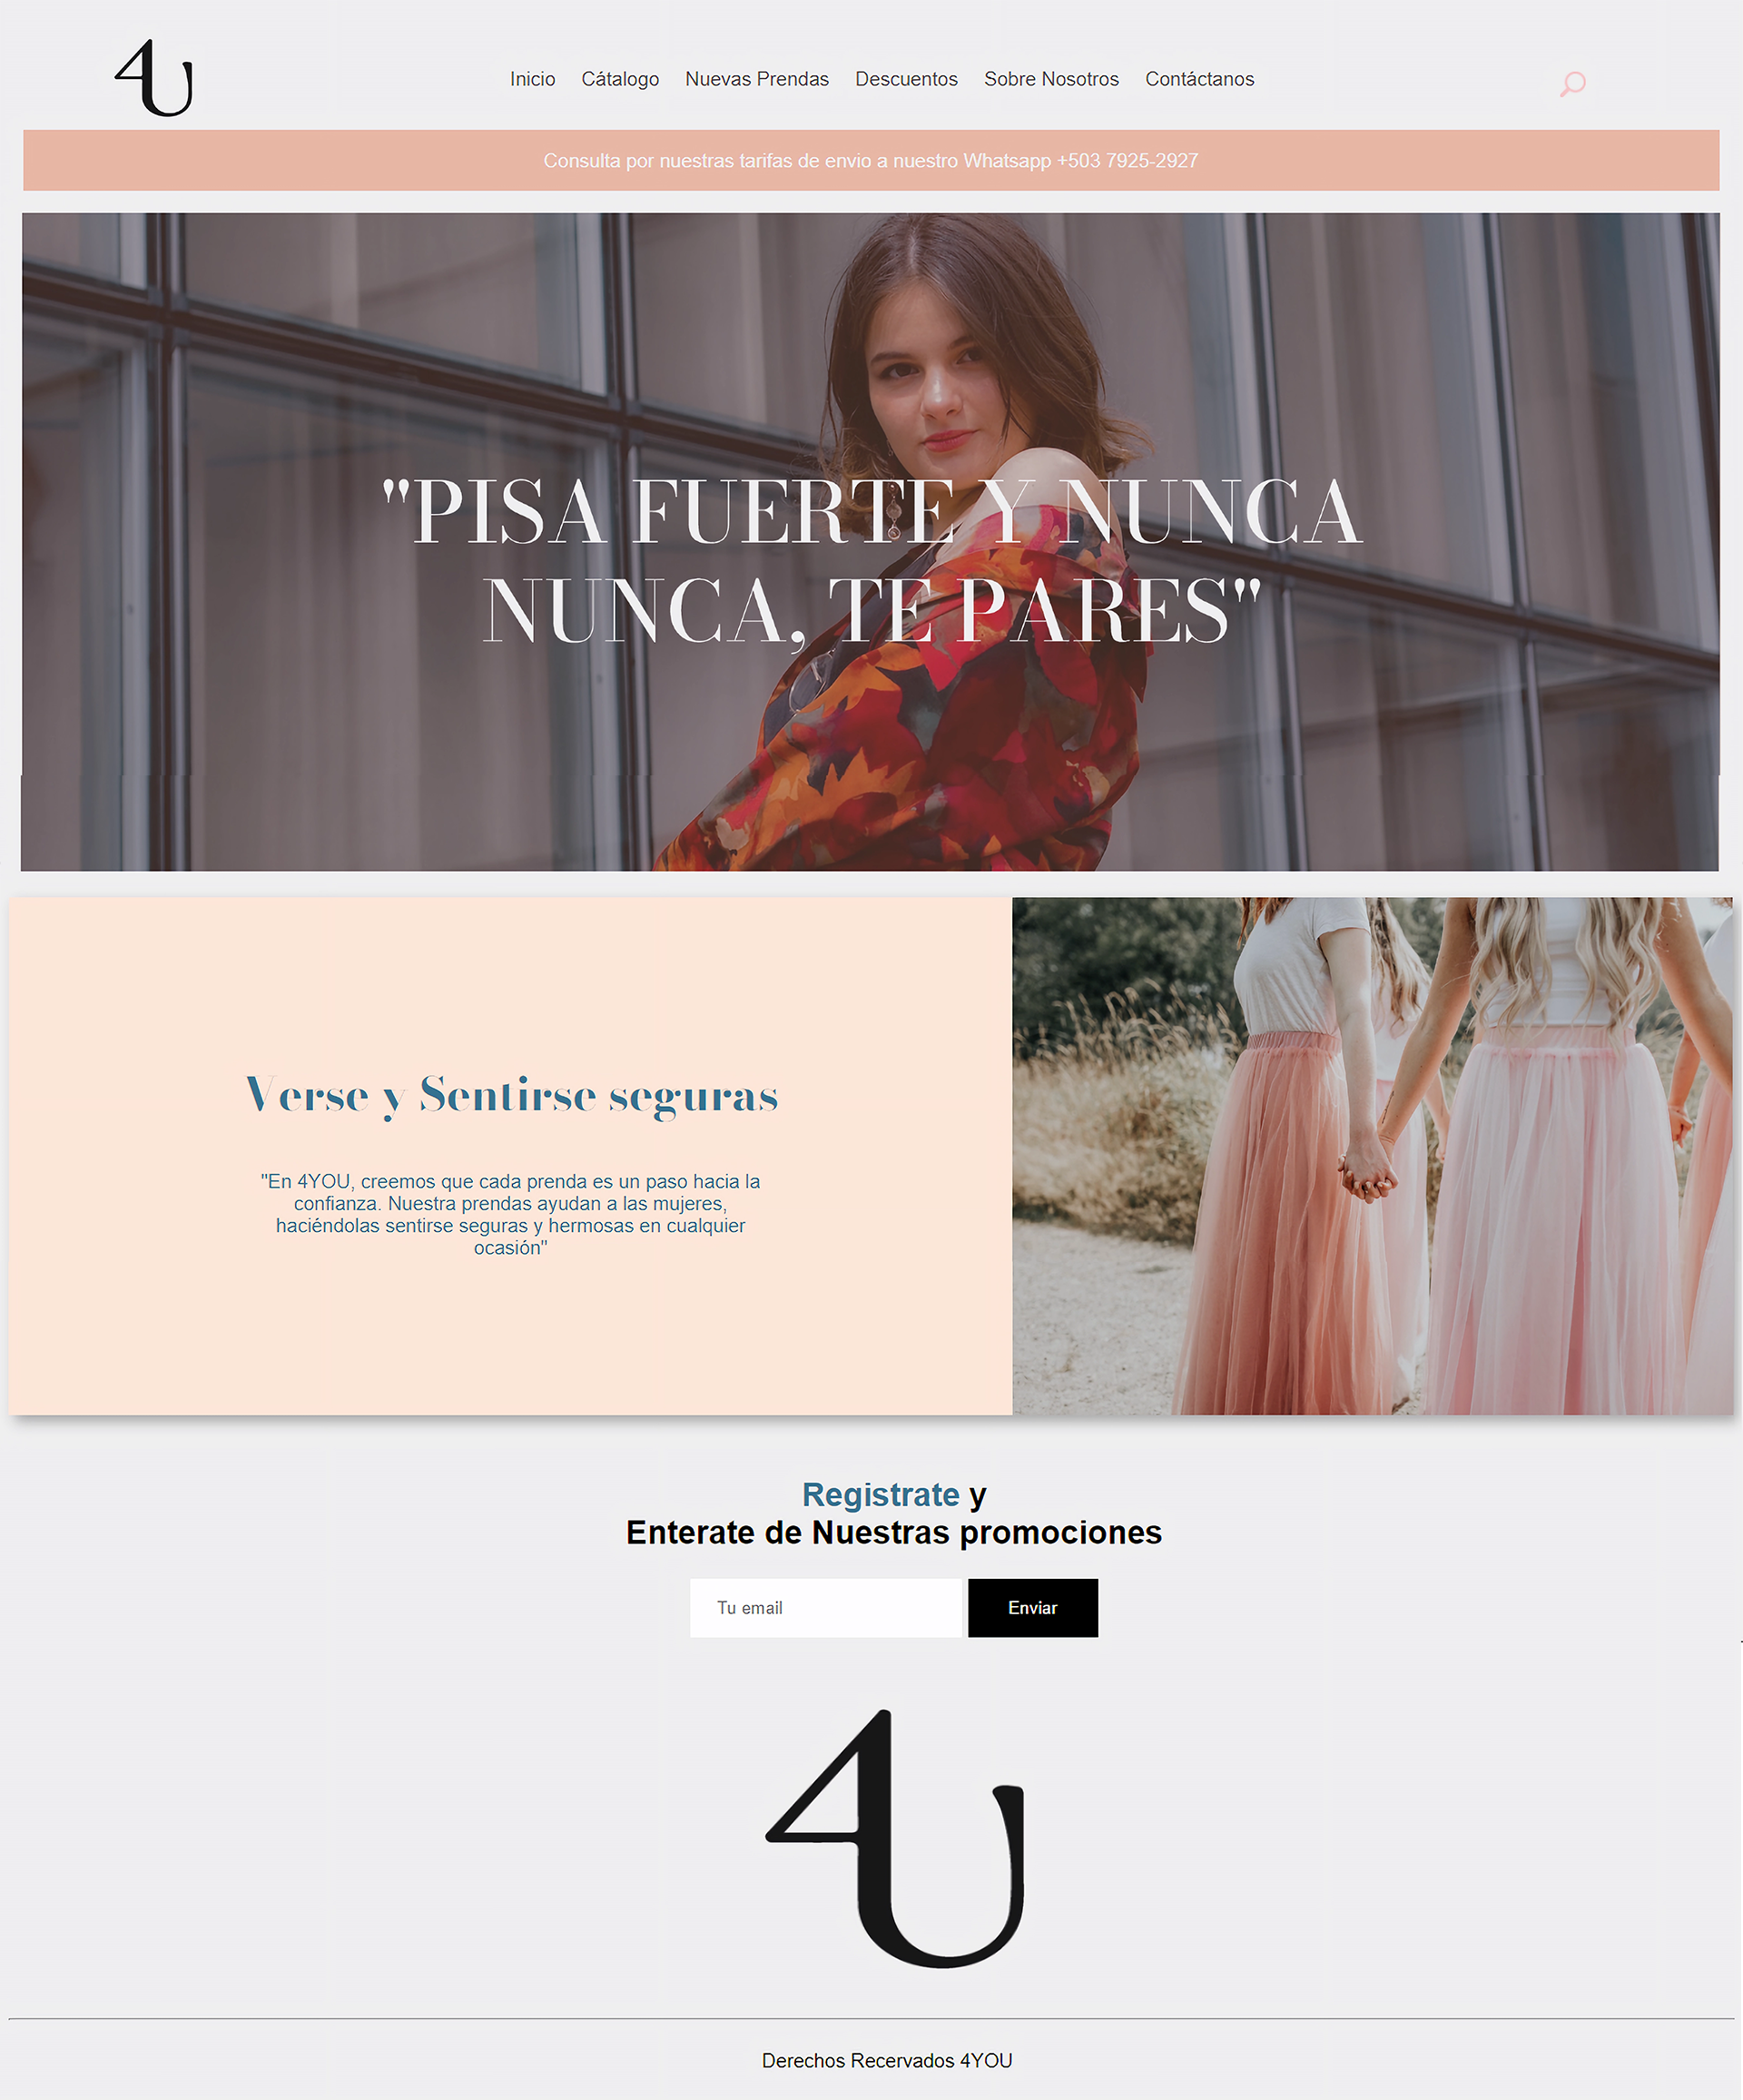 4U
Inicio Cátalogo Nuevas Prendas Descuentos Sobre Nosotros Contáctanos
Consulta por nuestras tarifas de envio a nuestro Whatsapp +503 7925-2927
"PISA FUERTE Y NUNCA
NUNCA, TE PARES"
Verse y Sentirse seguras
"En 4YOU, creemos que cada prenda es un paso hacia la
confianza. Nuestra prendas ayudan a las mujeres,
haciéndolas sentirse seguras y hermosas en cualquier
ocasión"
Registrate y
Enterate de Nuestras promociones
Tu email Enviar
4U
Derechos Recervados 4YOU